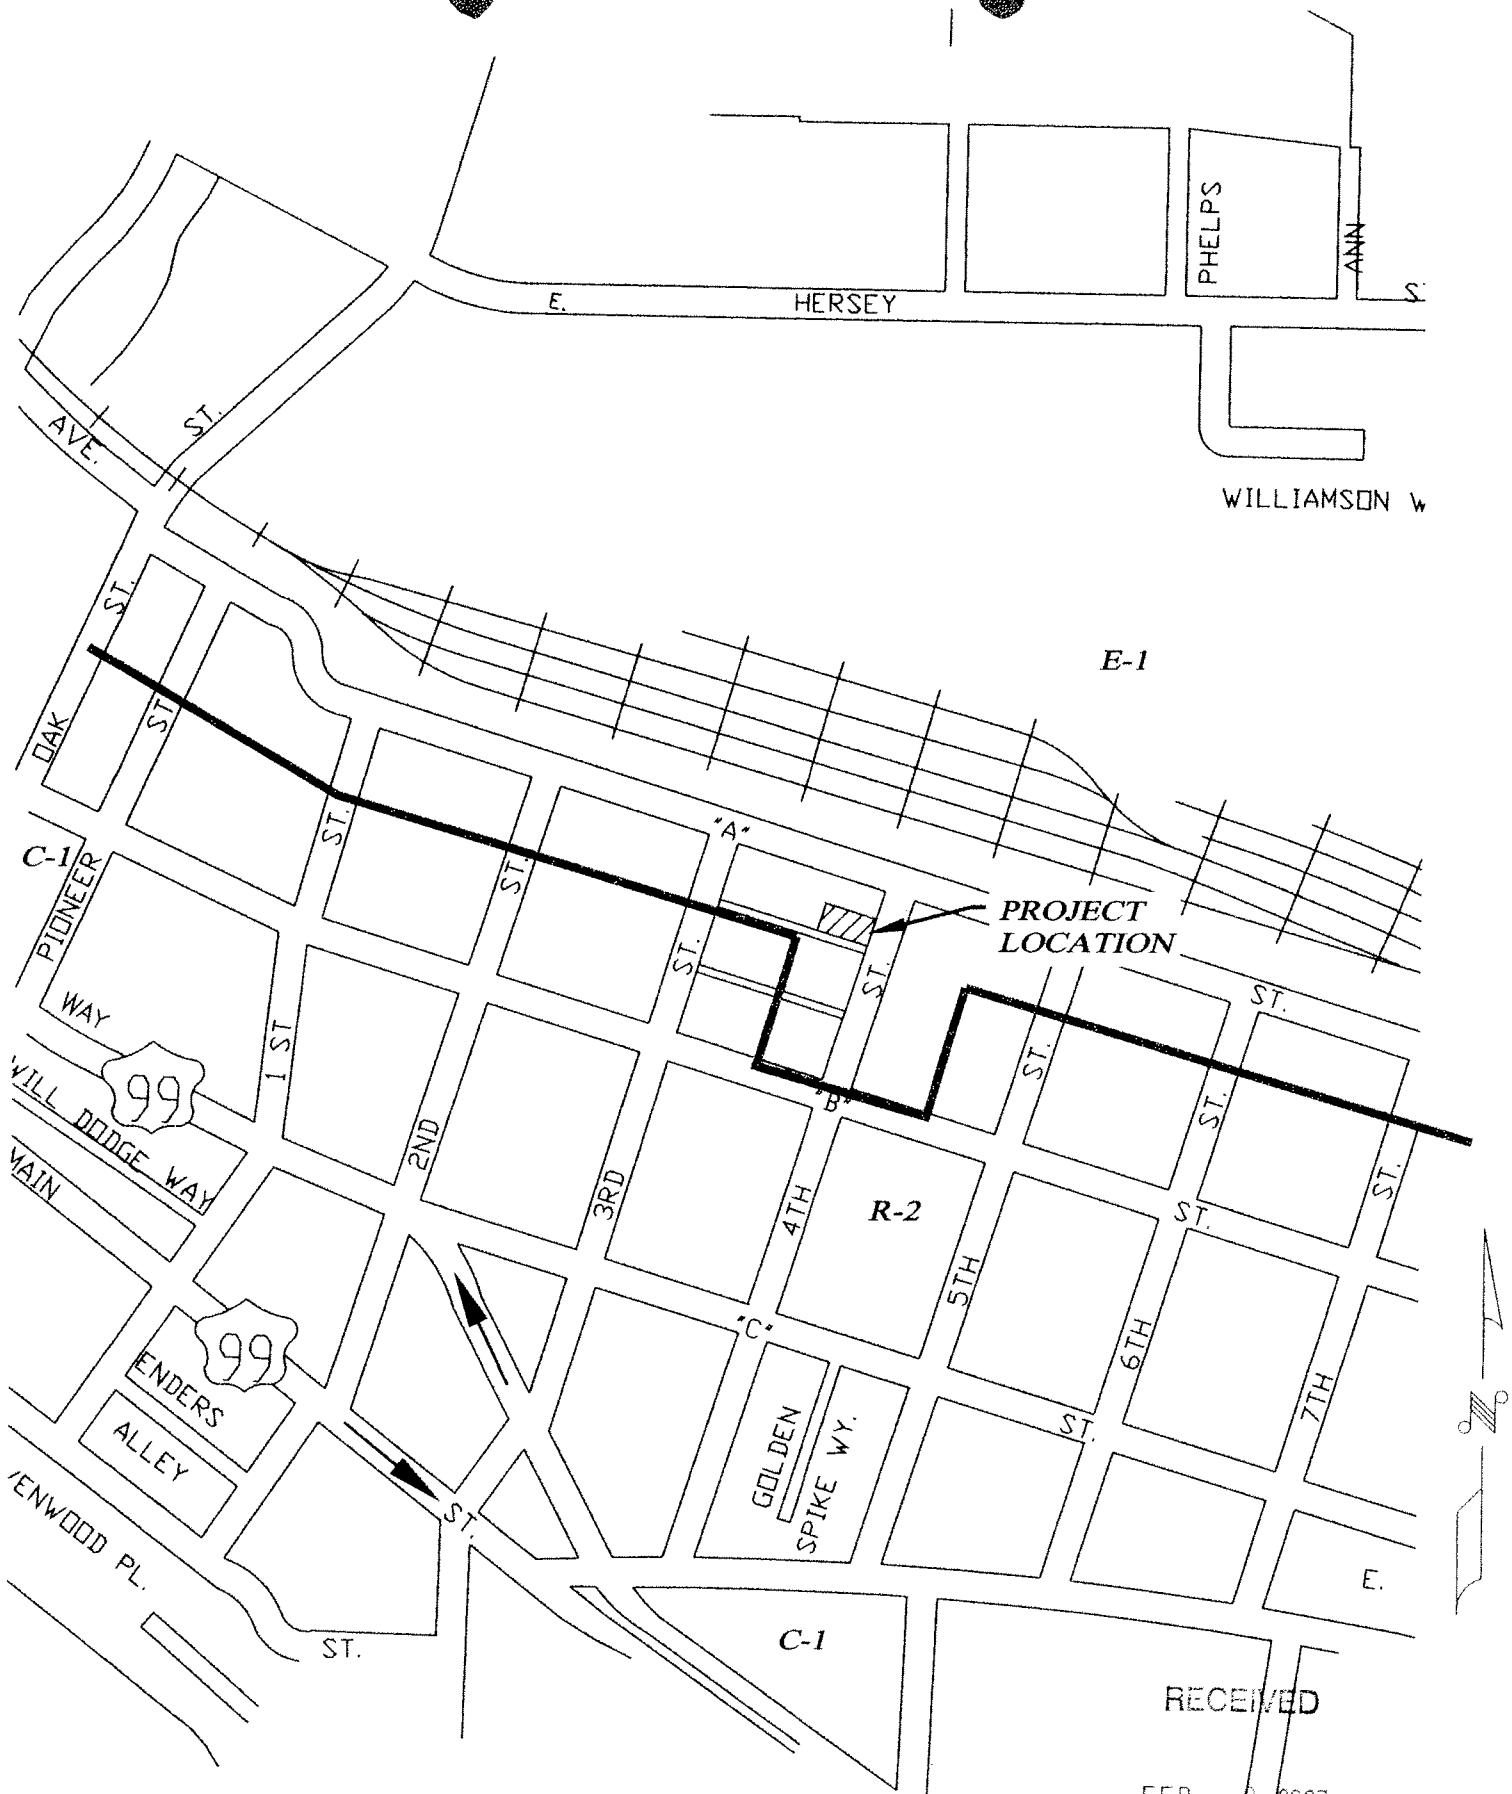 PHELPS
ANN
E.
HERSEY
WILLIAMSON
ST.
AVE.
ST.
E-1
OAK
ST.
"A"
ST.
ST.
C-1
PIONEER
PROJECT
LOCATION
ST.
ST.
ST.
WAY
1 ST
ST.
99
WILL DODGE WAY
"B"
ST.
2ND
MAIN
3RD
4TH
R-2
ST.
ST.
5TH
6TH
7TH
"C"
99
ENDERS
ALLEY
GOLDEN
SPIKE WY.
ST.
N
ST.
PL.
E.
ST.
C-1
RECEIVED